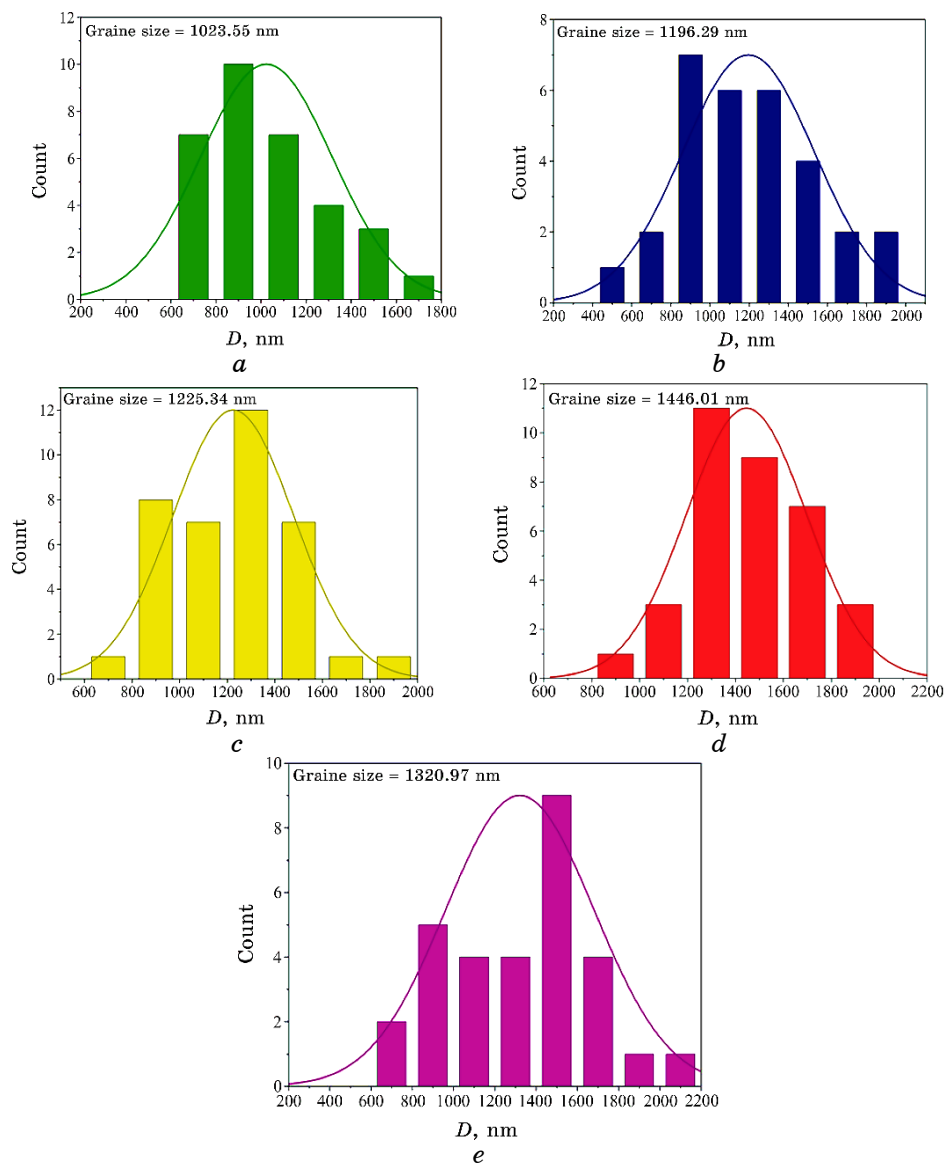 Graine size = 1023.55 nm
12
10
8
6
4
2
0
Count
200 400 600 800 1000 1200 1400 1600 1800
D, nm
a
Graine size = 1196.29 nm
8
6
4
2
0
Count
200 400 600 800 1000 1200 1400 1600 1800 2000
D, nm
b
Graine size = 1225.34 nm
12
10
8
6
4
2
0
Count
600 800 1000 1200 1400 1600 1800 2000
D, nm
c
Graine size = 1446.01 nm
12
10
8
6
4
2
0
Count
600 800 1000 1200 1400 1600 1800 2000 2200
D, nm
d
Graine size = 1320.97 nm
10
8
6
4
2
0
Count
200 400 600 800 1000 1200 1400 1600 1800 2000 2200
D, nm
e